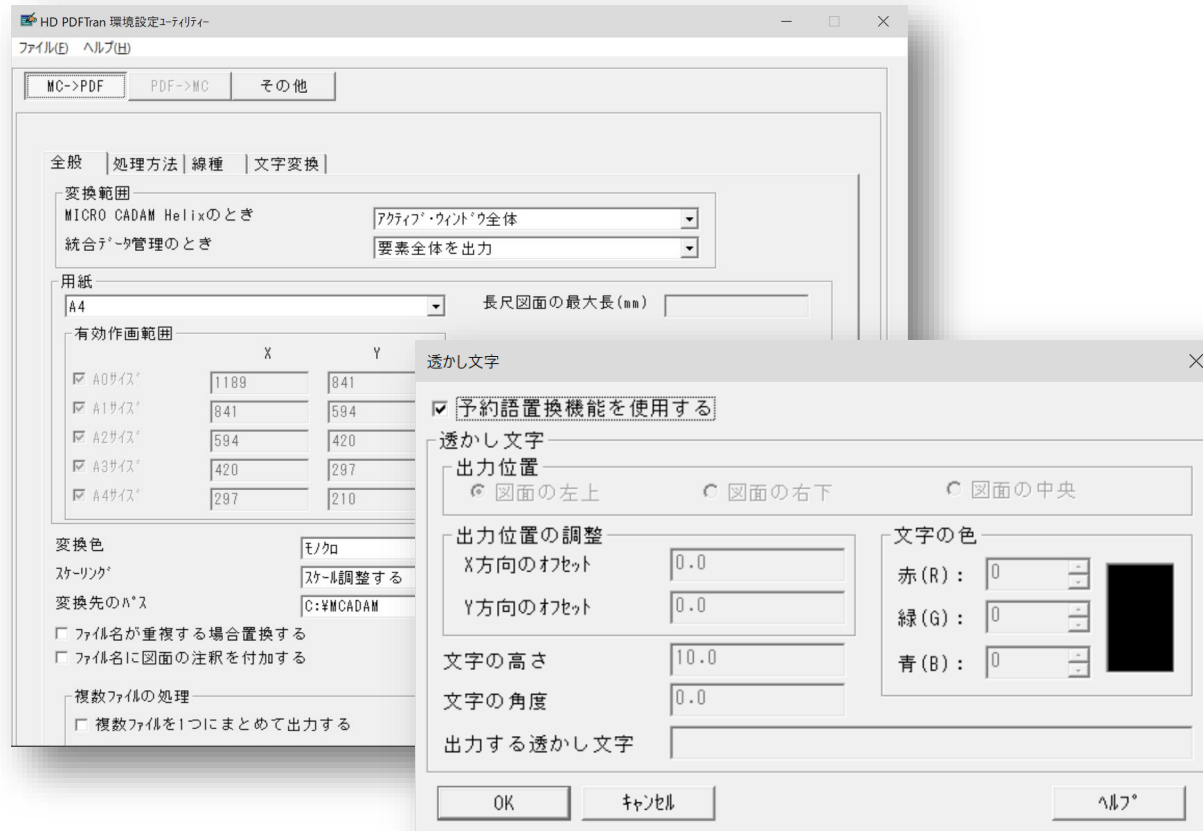 HD PDFTran 環境設定ﾕｰﾃｨﾘﾃｨｰ
ﾌｧｲﾙ(F) ﾍﾙﾌﾟ(H)
MC->PDF PDF->MC その他
全般 処理方法 線種 文字変換
変換範囲
MICRO CADAM Helixのとき ｱｸﾃｨﾌﾞ･ｳｨﾝﾄﾞｳ全体
統合ﾃﾞｰﾀ管理のとき 要素全体を出力
用紙
A4 長尺図面の最大長(mm)
有効作画範囲
X Y
A0ｻｲｽﾞ 1189 841
A1ｻｲｽﾞ 841 594
A2ｻｲｽﾞ 594 420
A3ｻｲｽﾞ 420 297
A4ｻｲｽﾞ 297 210
変換色 ﾓﾉｸﾛ
ｽｹｰﾘﾝｸﾞ ｽｹｰﾙ調整する
変換先のﾊﾟｽ C:¥MCADAM
ﾌｧｲﾙ名が重複する場合置換する
ﾌｧｲﾙ名に図面の注釈を付加する
複数ﾌｧｲﾙの処理
複数ﾌｧｲﾙを1つにまとめて出力する
透かし文字
予約語置換機能を使用する
透かし文字
出力位置
図面の左上 図面の右下 図面の中央
出力位置の調整
X方向のｵﾌｾｯﾄ 0.0
Y方向のｵﾌｾｯﾄ 0.0
文字の色
赤(R): 0
緑(G): 0
青(B): 0
文字の高さ 10.0
文字の角度 0.0
出力する透かし文字
OK ｷｬﾝｾﾙ ﾍﾙﾌﾟ